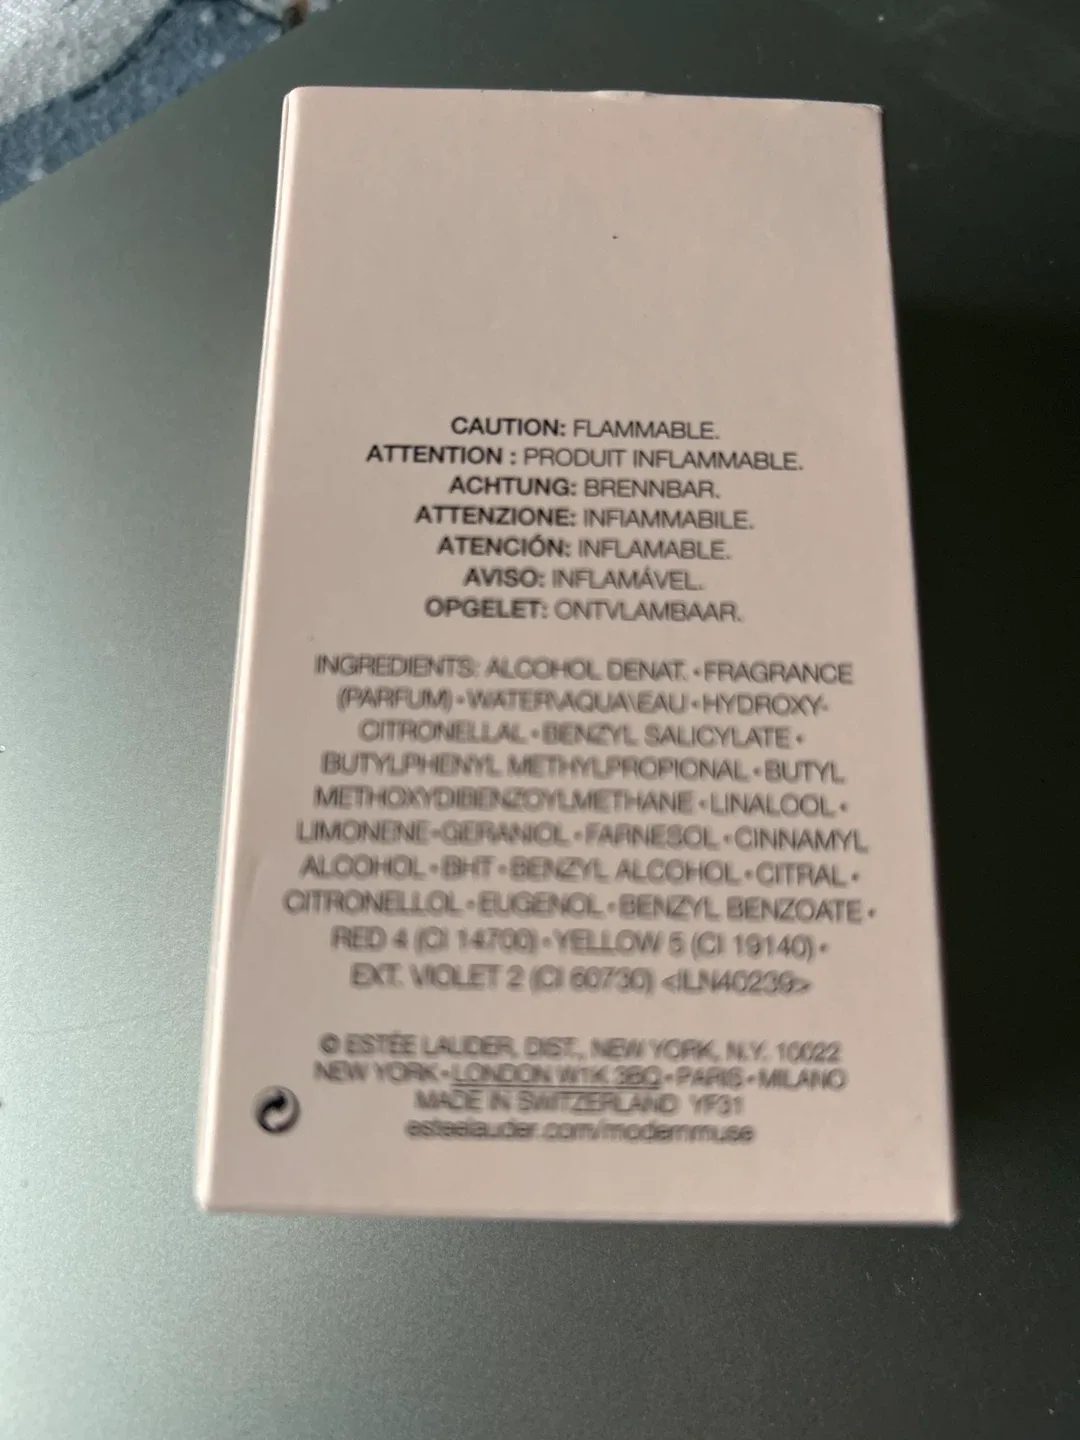 CAUTION: FLAMMABLE.
ATTENTION : PRODUIT INFLAMMABLE.
ACHTUNG: BRENNBAR.
ATTENZIONE: INFIAMMABILE.
ATENCIÓN: INFLAMABLE.
AVISO: INFLAMÁVEL.
OPGELET: ONTVLAMBAAR.
INGREDIENTS: ALCOHOL DENAT. • FRAGRANCE
(PARFUM) • WATER\AQUA\EAU • HYDROXY-
CITRONELLAL • BENZYL SALICYLATE •
BUTYLPHENYL METHYLPROPIONAL • BUTYL
METHOXYDIBENZOYLMETHANE • LINALOOL •
LIMONENE • GERANIOL • FARNESOL • CINNAMYL
ALCOHOL • BHT • BENZYL ALCOHOL • CITRAL •
CITRONELLOL • EUGENOL • BENZYL BENZOATE •
RED 4 (CI 14700) • YELLOW 5 (CI 19140) •
EXT. VIOLET 2 (CI 60730) <ILN40239>
© ESTÉE LAUDER, DIST., NEW YORK, N.Y. 10022
NEW YORK • LONDON W1K 3BQ • PARIS • MILANO
MADE IN SWITZERLAND YF31
esteelauder.com/modernmuse